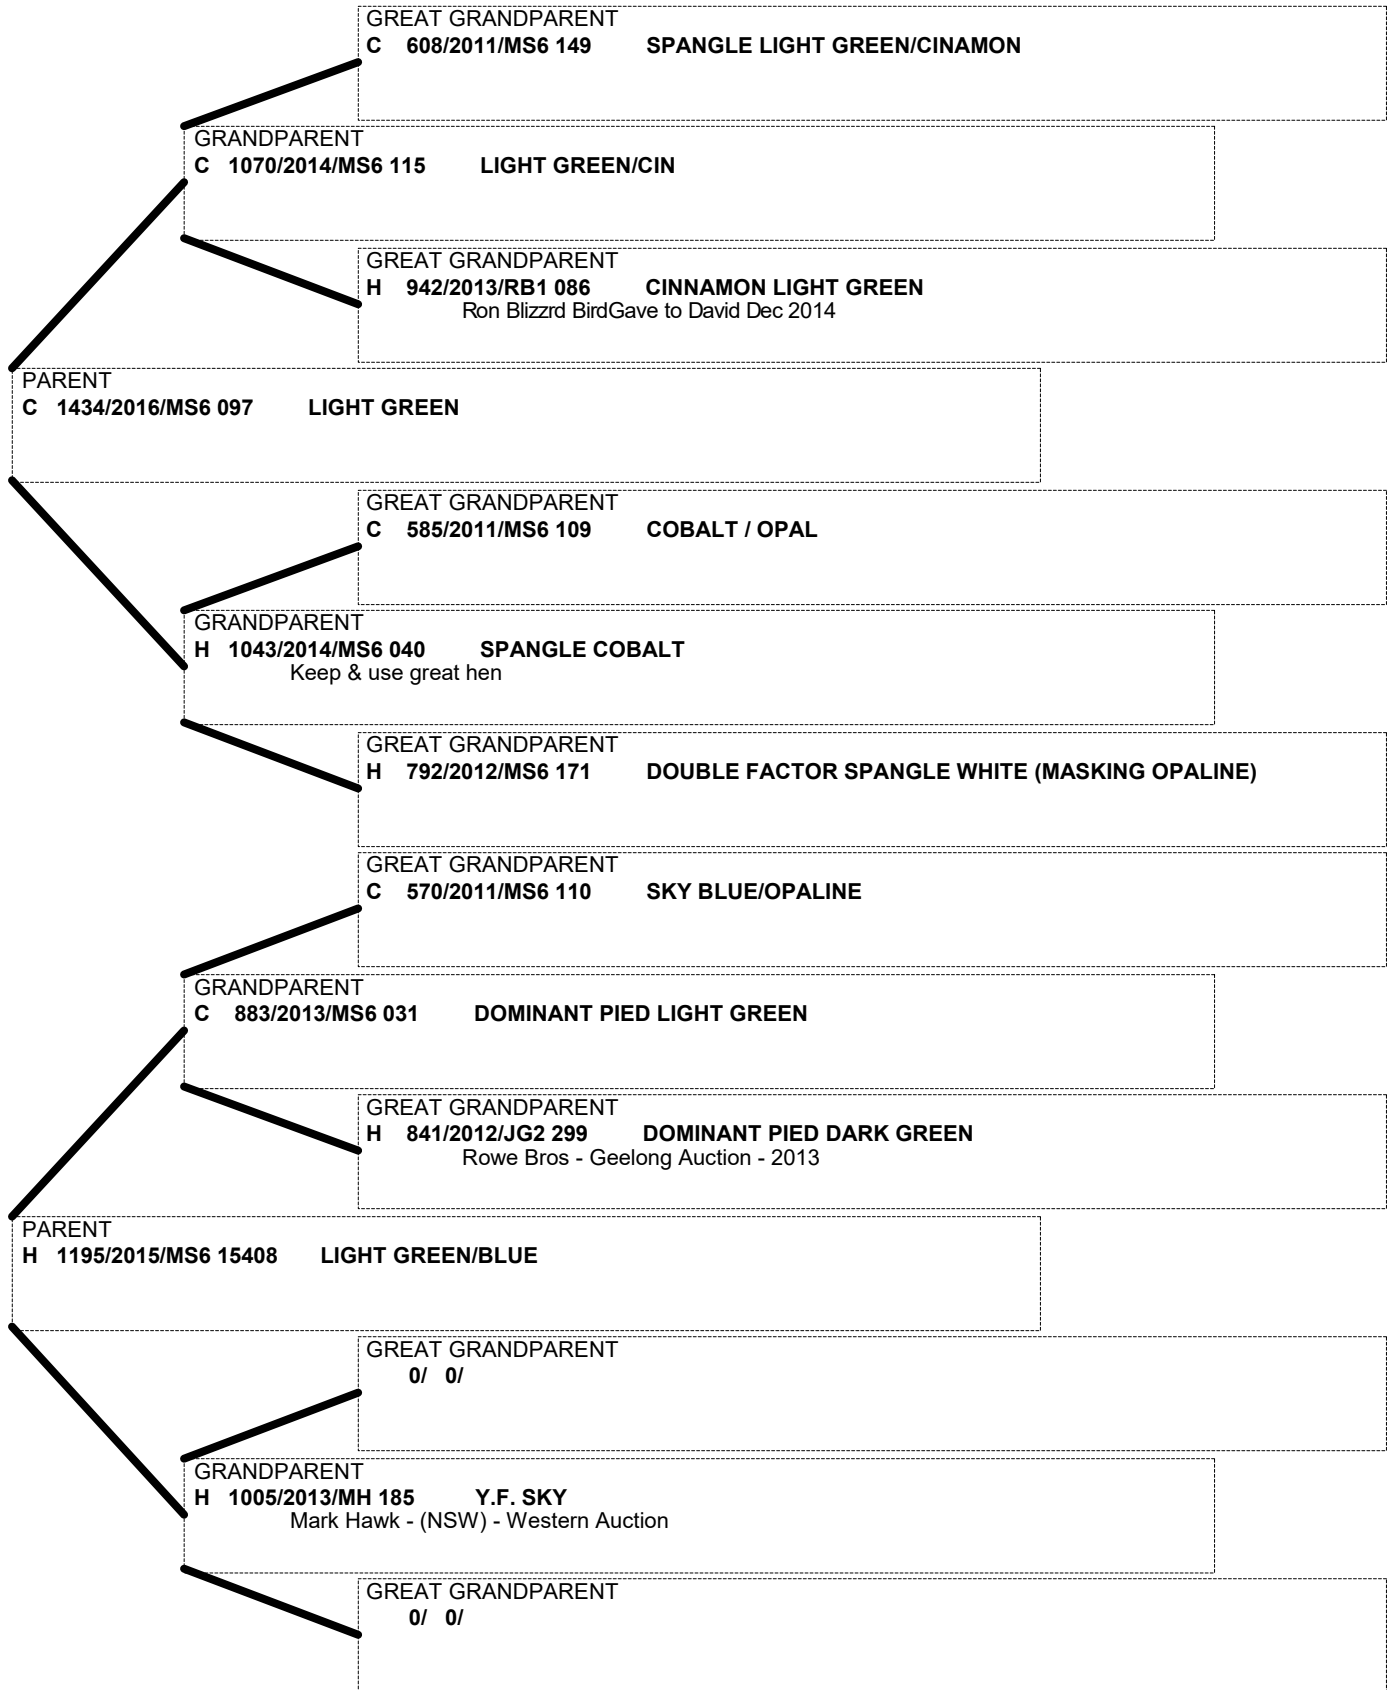 GREAT GRANDPARENT
C 608/2011/MS6 149 SPANGLE LIGHT GREEN/CINAMON
GRANDPARENT
C 1070/2014/MS6 115 LIGHT GREEN/CIN
GREAT GRANDPARENT
H 942/2013/RB1 086 CINNAMON LIGHT GREEN
Ron Blizzrd BirdGave to David Dec 2014
PARENT
C 1434/2016/MS6 097 LIGHT GREEN
GREAT GRANDPARENT
C 585/2011/MS6 109 COBALT / OPAL
GRANDPARENT
H 1043/2014/MS6 040 SPANGLE COBALT
Keep & use great hen
GREAT GRANDPARENT
H 792/2012/MS6 171 DOUBLE FACTOR SPANGLE WHITE (MASKING OPALINE)
GREAT GRANDPARENT
C 570/2011/MS6 110 SKY BLUE/OPALINE
GRANDPARENT
C 883/2013/MS6 031 DOMINANT PIED LIGHT GREEN
GREAT GRANDPARENT
H 841/2012/JG2 299 DOMINANT PIED DARK GREEN
Rowe Bros - Geelong Auction - 2013
PARENT
H 1195/2015/MS6 15408 LIGHT GREEN/BLUE
GREAT GRANDPARENT
0/ 0/
GRANDPARENT
H 1005/2013/MH 185 Y.F. SKY
Mark Hawk - (NSW) - Western Auction
GREAT GRANDPARENT
0/ 0/